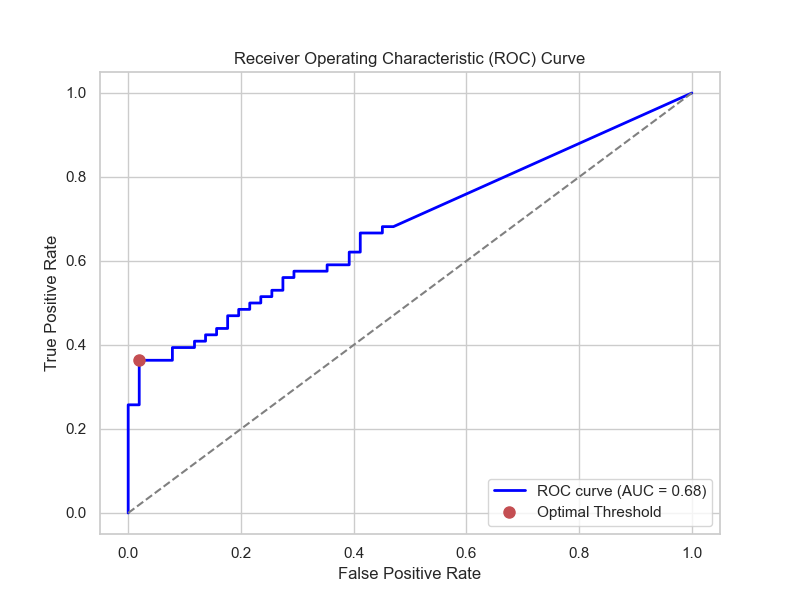 Receiver Operating Characteristic (ROC) Curve
True Positive Rate
1.0
0.8
0.6
0.4
0.2
0.0
ROC curve (AUC = 0.68)
Optimal Threshold
0.0 0.2 0.4 0.6 0.8 1.0
False Positive Rate